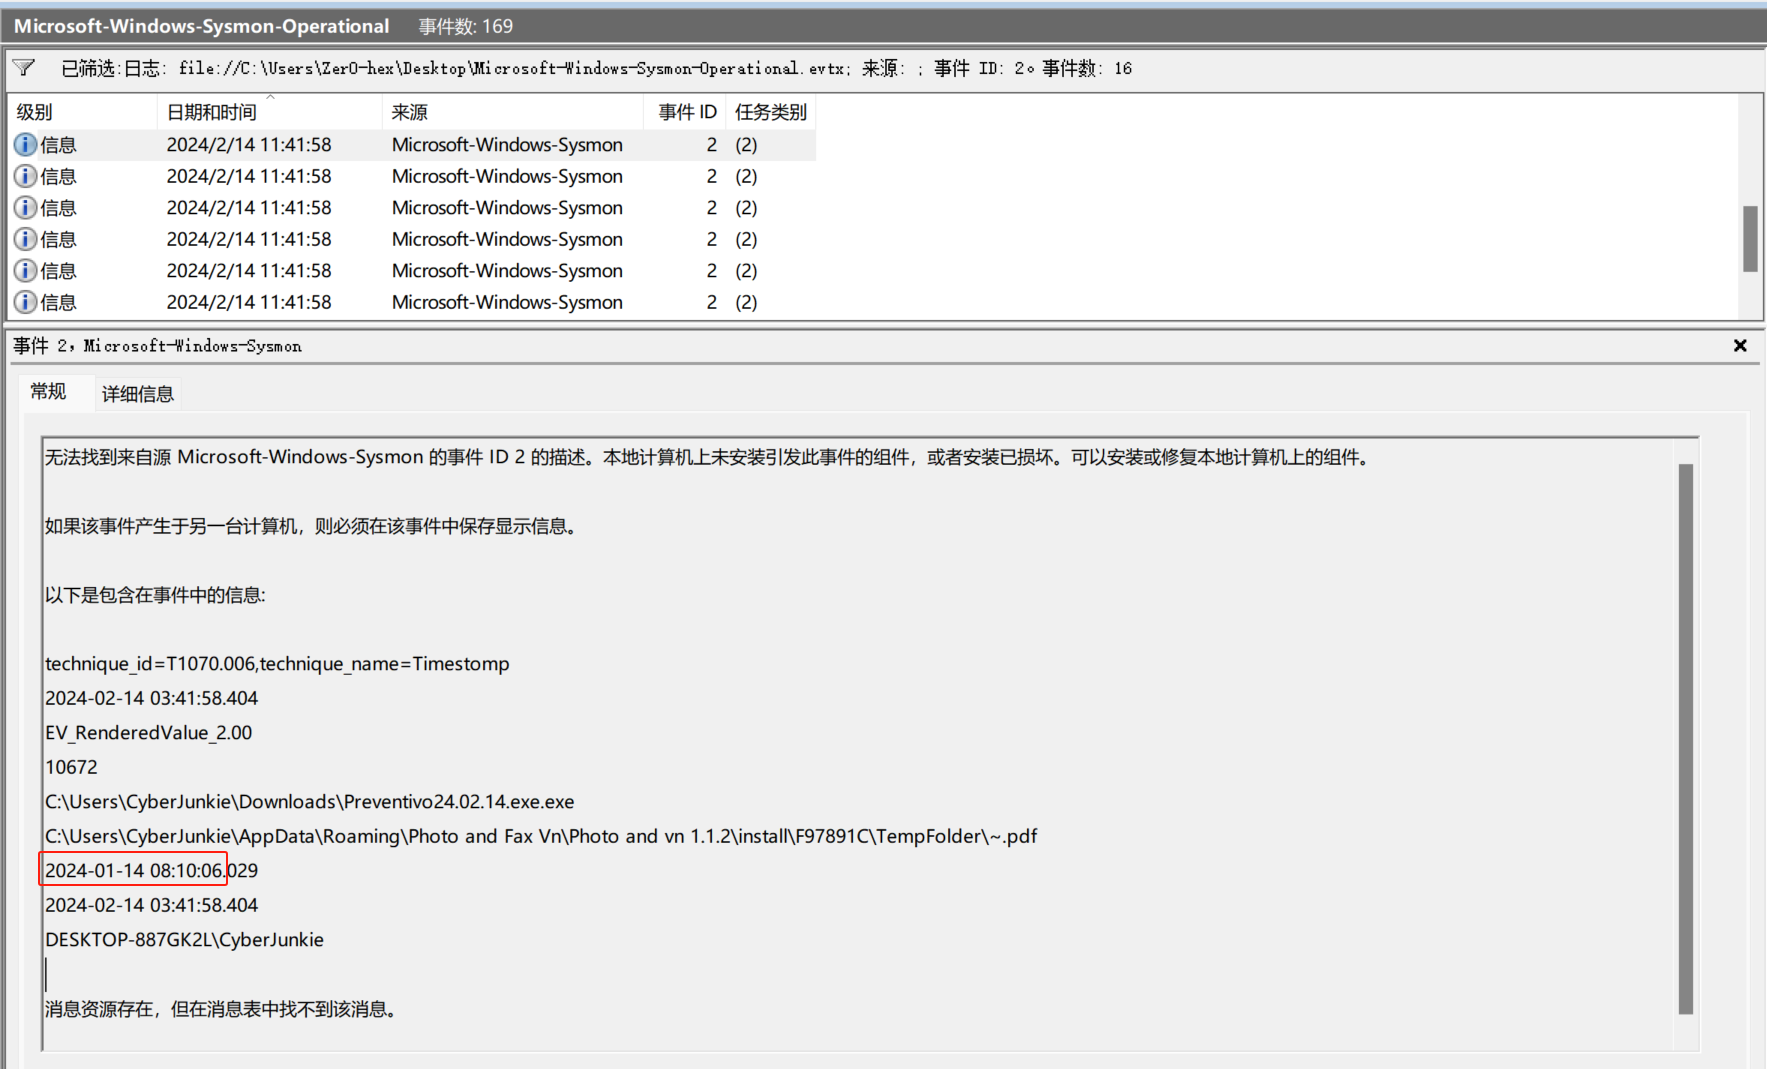 Microsoft-Windows-Sysmon-Operational 事件数: 169
已筛选:日志: file://C:\Users\Zer0-hex\Desktop\Microsoft-Windows-Sysmon-Operational.evtx; 来源: ; 事件 ID: 2。事件数: 16
级别 日期和时间 来源 事件 ID 任务类别
信息 2024/2/14 11:41:58 Microsoft-Windows-Sysmon 2 (2)
信息 2024/2/14 11:41:58 Microsoft-Windows-Sysmon 2 (2)
信息 2024/2/14 11:41:58 Microsoft-Windows-Sysmon 2 (2)
信息 2024/2/14 11:41:58 Microsoft-Windows-Sysmon 2 (2)
信息 2024/2/14 11:41:58 Microsoft-Windows-Sysmon 2 (2)
信息 2024/2/14 11:41:58 Microsoft-Windows-Sysmon 2 (2)
事件 2，Microsoft-Windows-Sysmon
常规 详细信息
无法找到来自源 Microsoft-Windows-Sysmon 的事件 ID 2 的描述。本地计算机上未安装引发此事件的组件，或者安装已损坏。可以安装或修复本地计算机上的组件。
如果该事件产生于另一台计算机，则必须在该事件中保存显示信息。
以下是包含在事件中的信息:
technique_id=T1070.006,technique_name=Timestomp
2024-02-14 03:41:58.404
EV_RenderedValue_2.00
10672
C:\Users\CyberJunkie\Downloads\Preventivo24.02.14.exe.exe
C:\Users\CyberJunkie\AppData\Roaming\Photo and Fax Vn\Photo and vn 1.1.2\install\F97891C\TempFolder\~.pdf
2024-01-14 08:10:06.029
2024-02-14 03:41:58.404
DESKTOP-887GK2L\CyberJunkie
消息资源存在，但在消息表中找不到该消息。